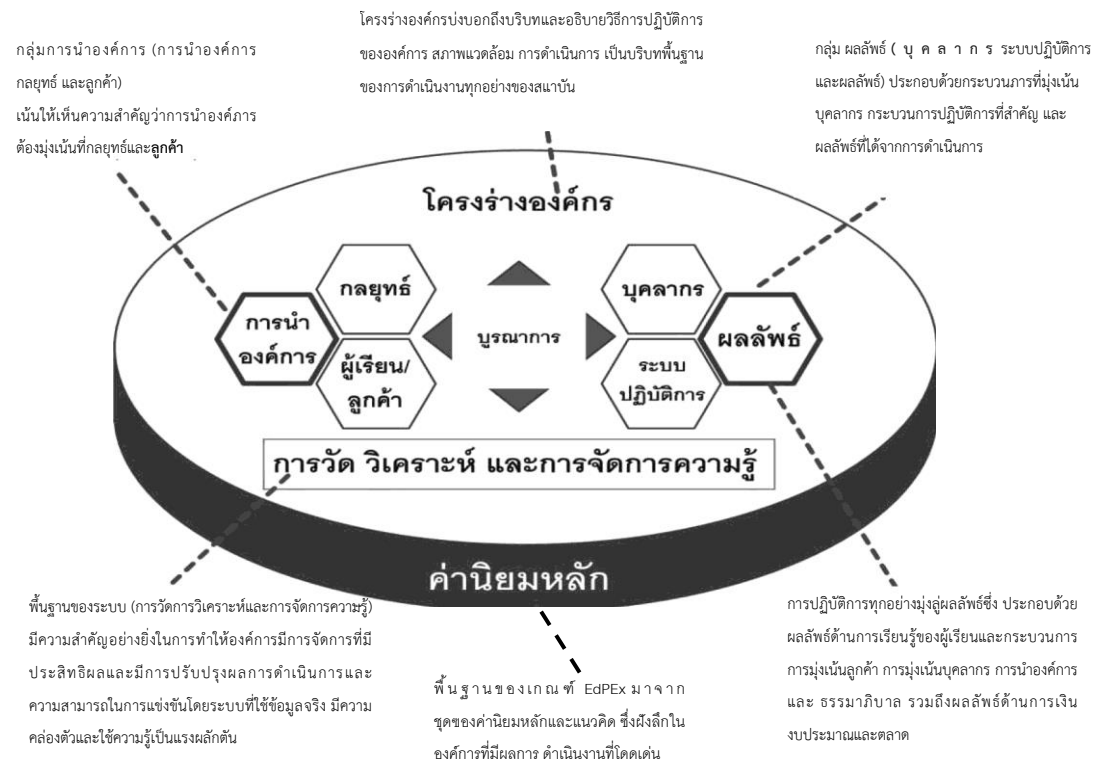 โครงร่างองค์กรบ่งบอกถึงบริบทและอธิบายวิธีการปฏิบัติการ
ขององค์การ สภาพแวดล้อม การดำเนินการ เป็นบริบทพื้นฐาน
ของการดำเนินงานทุกอย่างของสแาบัน
กลุ่มการนำองค์การ (การนำองค์การ
กลยุทธ์ และลูกค้า)
เน้นให้เห็นความสำคัญว่าการนำองค์ภาร
ต้องมุ่งเน้นที่กลยุทธ์และลูกค้า
กลุ่ม ผลลัพธ์ ( บุ ค ล า ก ร ระบบปฏิบัติการ
และผลลัพธ์) ประกอบด้วยกระบวนภารที่มุ่งเน้น
บุคลากร กระบวนการปฏิบัติการที่สำคัญ และ
ผลลัพธ์ที่ได้จากการดำเนินการ
โครงร่างองค์กร
กลยุทธ์
บุคลากร
การนำ
องค์การ
บูรณาการ
ผลลัพธ์
ผู้เรียน/
ลูกค้า
ระบบ
ปฏิบัติการ
การวัด วิเคราะห์ และการจัดการความรู้
ค่านิยมหลัก
พื้นฐานของระบบ (การวัดการวิเคราะห์และการจัดการความรู้)
มีความสำคัญอย่างยิ่งในการทำให้องค์การมีการจัดการที่มี
ประสิทธิผลและมีการปรับปรุงผลการดำเนินการและ
ความสามารถในการแข่งขันโดยระบบที่ใช้ข้อมูลจริง มีความ
คล่องตัวและใช้ความรู้เป็นแรงผลักตัน
พื้นฐานของเกณฑ์ EdPEx มาจาก
ชุดของค่านิยมหลักและแนวคิด ซึ่งฝังลึกใน
องค์การที่มีผลการ ดำเนินงานที่โดดเด่น
การปฏิบัติการทุกอย่างมุ่งลู่ผลลัพธ์ซึ่ง ประกอบด้วย
ผลลัพธ์ด้านการเรียนรู้ของผู้เรียนและกระบวนการ
การมุ่งเน้นลูกค้า การมุ่งเน้นบุคลากร การนำองค์การ
และ ธรรมาภิบาล รวมถึงผลลัพธ์ด้านการเงิน
งบประมาณและตลาด